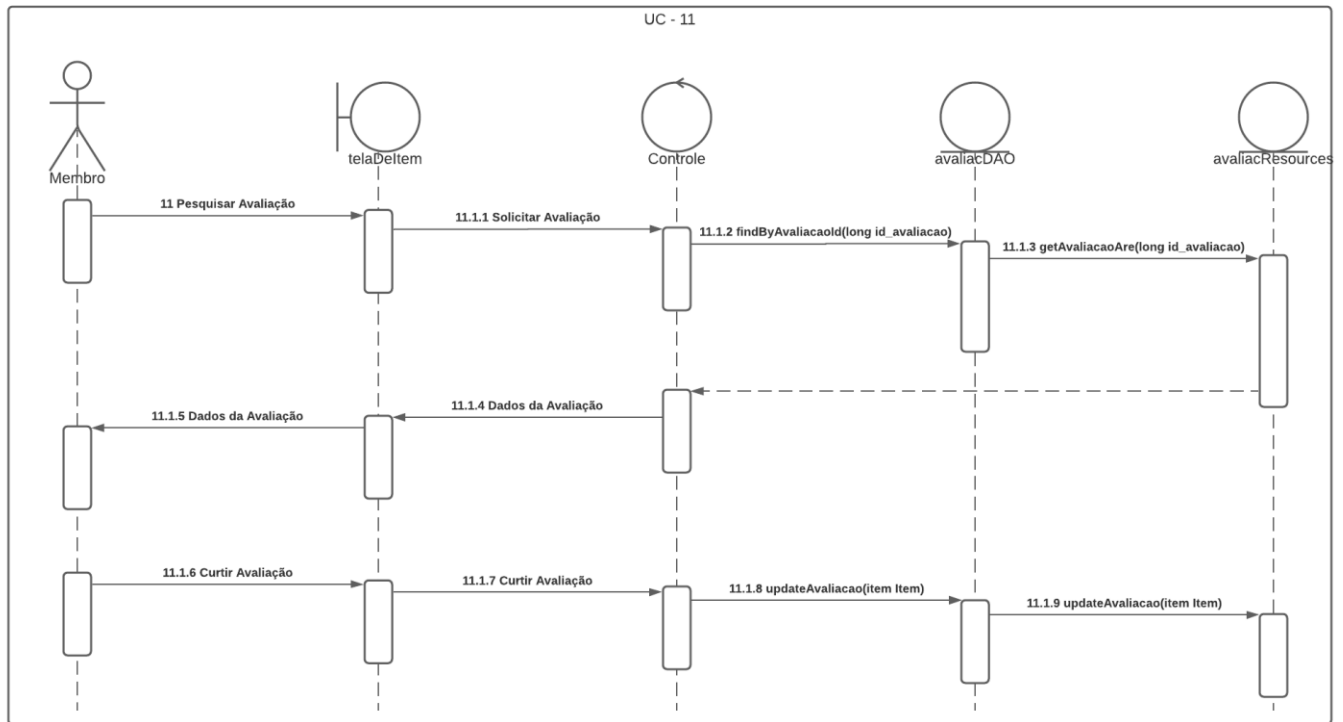 UC - 11
Membro
telaDeItem
Controle
avaliacDAO
avaliacResources
11 Pesquisar Avaliação
11.1.1 Solicitar Avaliação
11.1.2 findByAvaliacaoId(long id_avaliacao)
11.1.3 getAvaliacaoAre(long id_avaliacao)
11.1.4 Dados da Avaliação
11.1.5 Dados da Avaliação
11.1.6 Curtir Avaliação
11.1.7 Curtir Avaliação
11.1.8 updateAvaliacao(item Item)
11.1.9 updateAvaliacao(item Item)